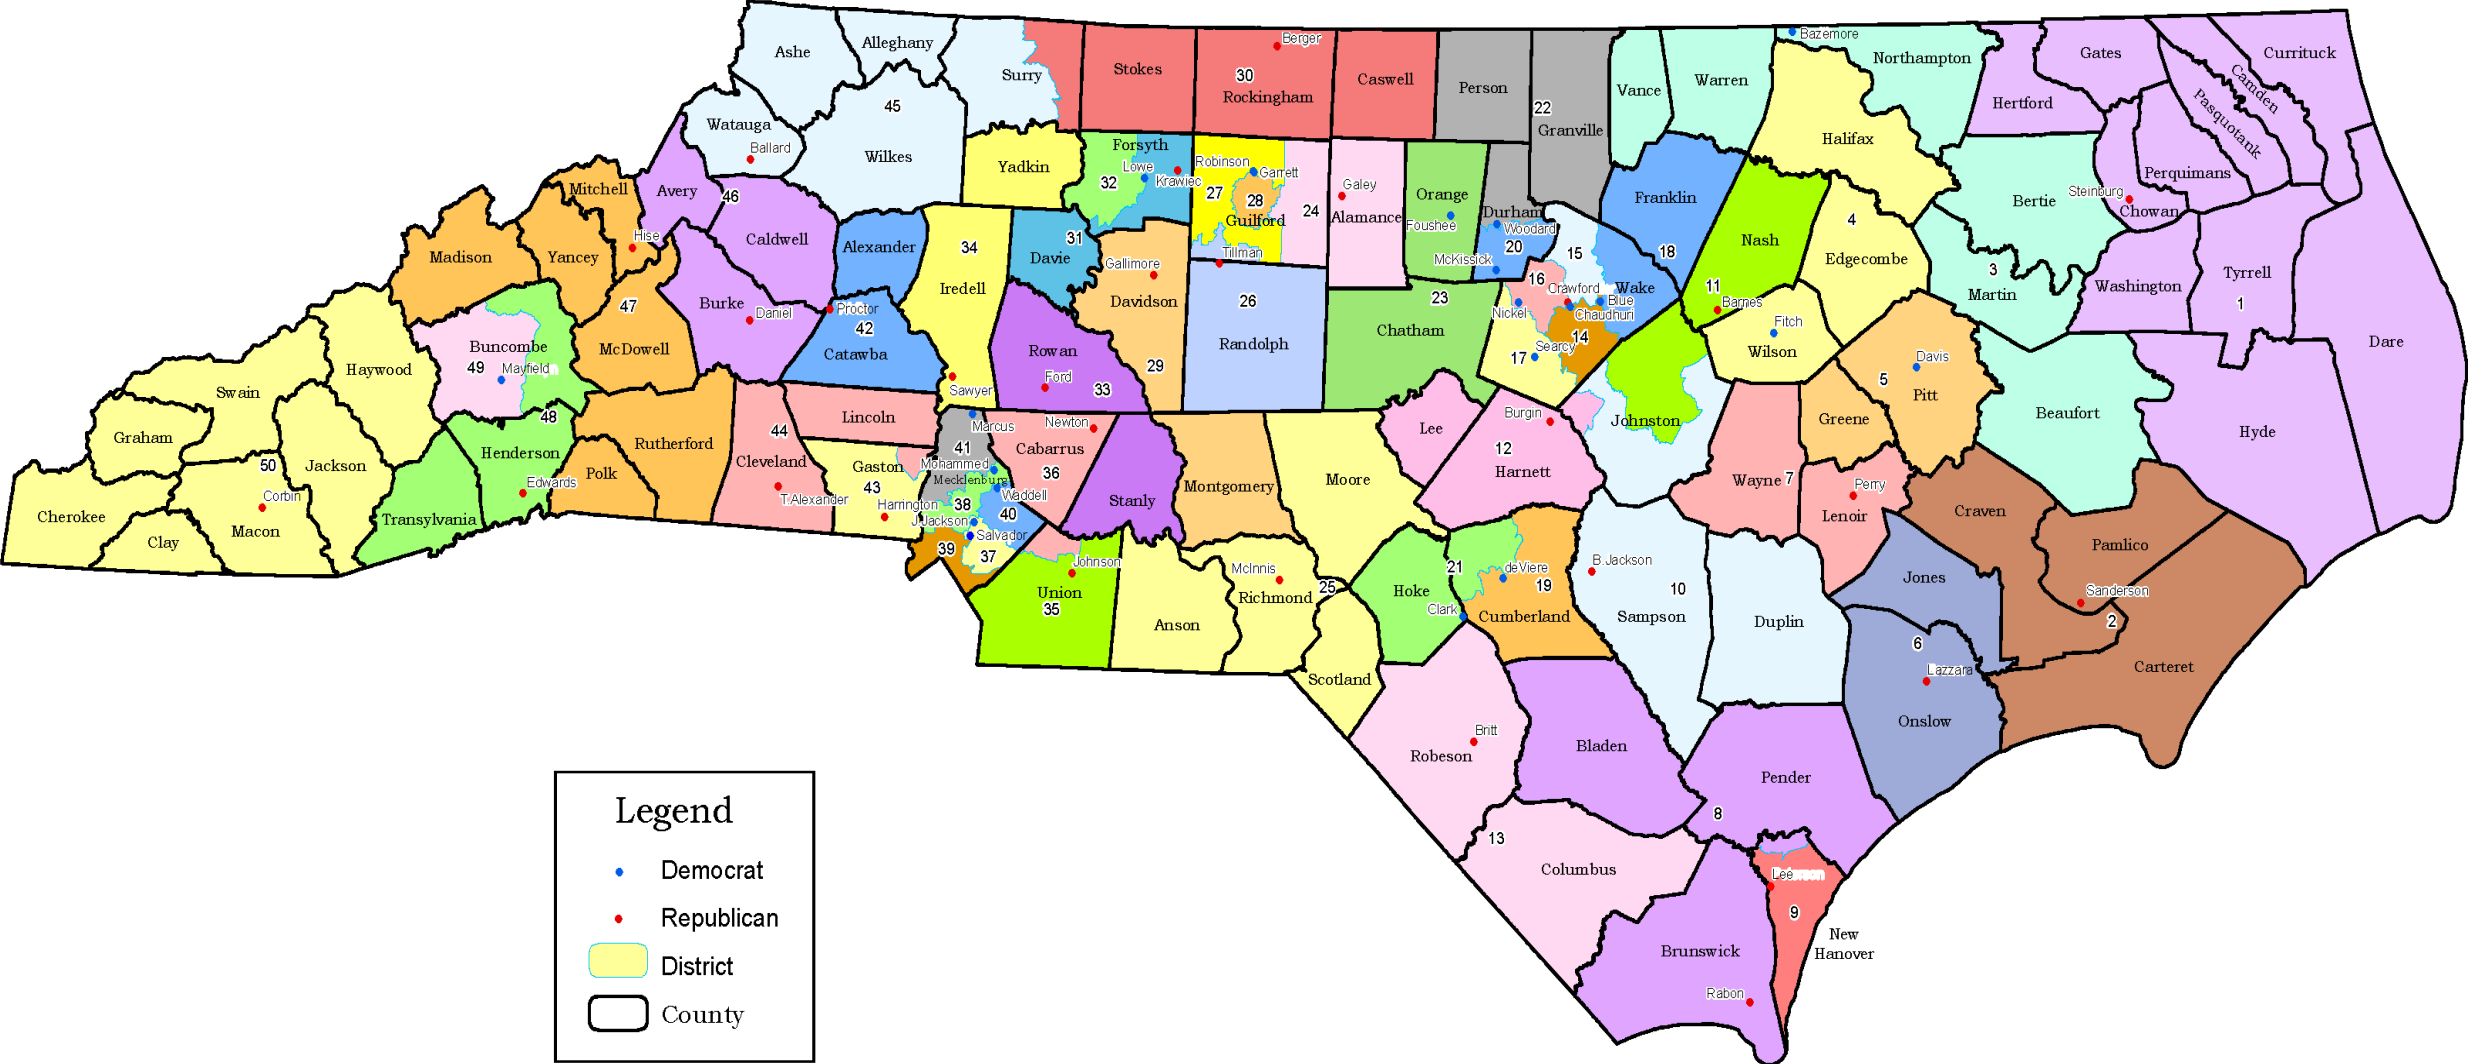 Ashe
Alleghany
Surry
Stokes
Berger
30
Rockingham
Caswell
Person
22
Granville
Vance
Warren
Bazemore
Northampton
Hertford
Gates
Camden
Pasquotank
Currituck
Perquimans
Steinburg
Chowan
Bertie
Halifax
45
Wilkes
Watauga
Ballard
Yadkin
Forsyth
Lowe
Krawiec
32
Robinson
27
Garrett
28
Guilford
24
Tillman
Galey
Alamance
Orange
Foushee
Durham
Woodard
20
McKissick
15
Franklin
18
Wake
Nash
11
Barnes
4
Edgecombe
3
Martin
Washington
Tyrrell
1
Dare
Mitchell
Avery
46
Hise
Yancey
Madison
47
McDowell
Caldwell
Burke
Daniel
Alexander
Proctor
42
Catawba
34
Iredell
Sawyer
31
Davie
Gallimore
Davidson
29
Rowan
Ford
33
26
Randolph
23
Chatham
16
Crawford
Nickel
Blue
Chaudhuri
14
Searcy
17
Fitch
Wilson
Davis
5
Pitt
Greene
Beaufort
Hyde
Buncombe
49
Mayfield
48
Haywood
Swain
Graham
Jackson
50
Corbin
Macon
Cherokee
Clay
Transylvania
Henderson
Edwards
Polk
Rutherford
44
Cleveland
T.Alexander
Lincoln
Gaston
43
Harrington
Marcus
41
Mohammed
Mecklenburg
Waddell
38
40
J.Jackson
Salvador
39
37
Newton
Cabarrus
36
Stanly
Montgomery
Moore
Lee
Burgin
12
Harnett
Johnston
Wayne
7
Perry
Lenoir
Craven
Pamlico
Sanderson
2
Carteret
Jones
6
Lazzara
Onslow
Johnson
Union
35
Anson
McInnis
Richmond
25
Scotland
Hoke
21
Clark
deViere
19
Cumberland
B.Jackson
10
Sampson
Duplin
Britt
Robeson
Bladen
Pender
8
13
Columbus
Brunswick
Rabon
Lee
9
New
Hanover
Legend
Democrat
Republican
District
County